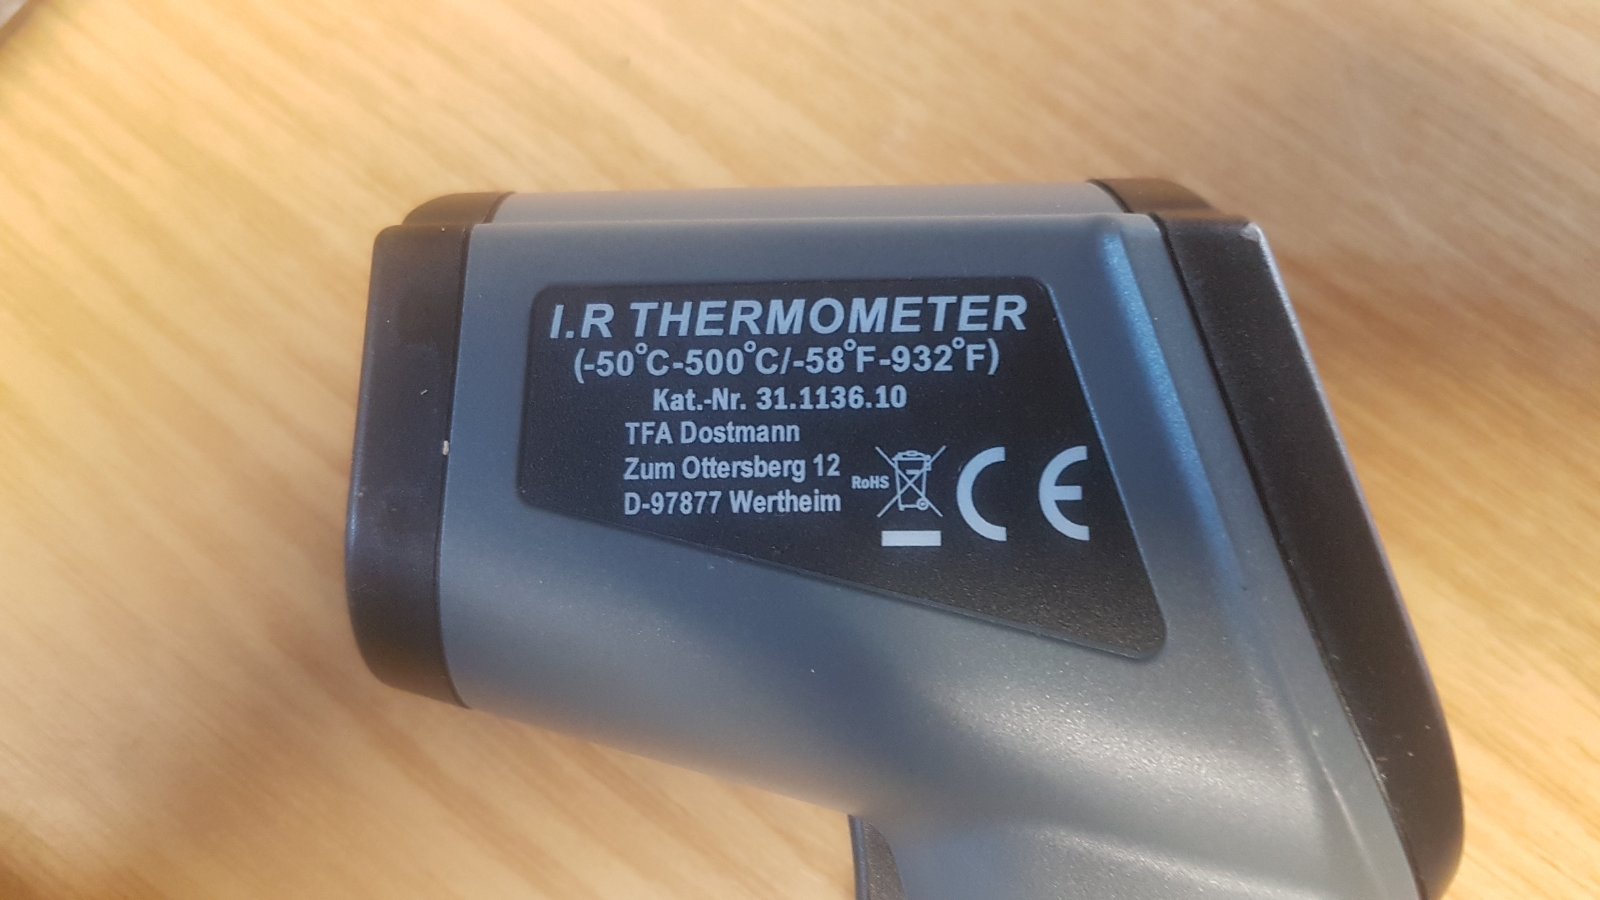 I.R THERMOMETER
(-50°C-500°C/-58°F-932°F)
Kat.-Nr. 31.1136.10
TFA Dostmann
Zum Ottersberg 12
D-97877 Wertheim
RoHS
CE